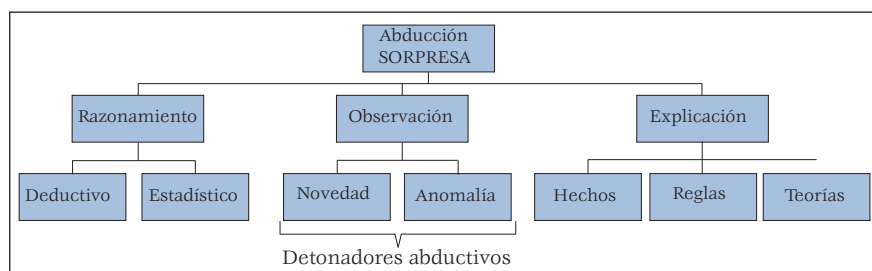 Abducción
SORPRESA
Razonamiento
Observación
Explicación
Deductivo
Estadístico
Novedad
Anomalía
Hechos
Reglas
Teorías
Detonadores abductivos